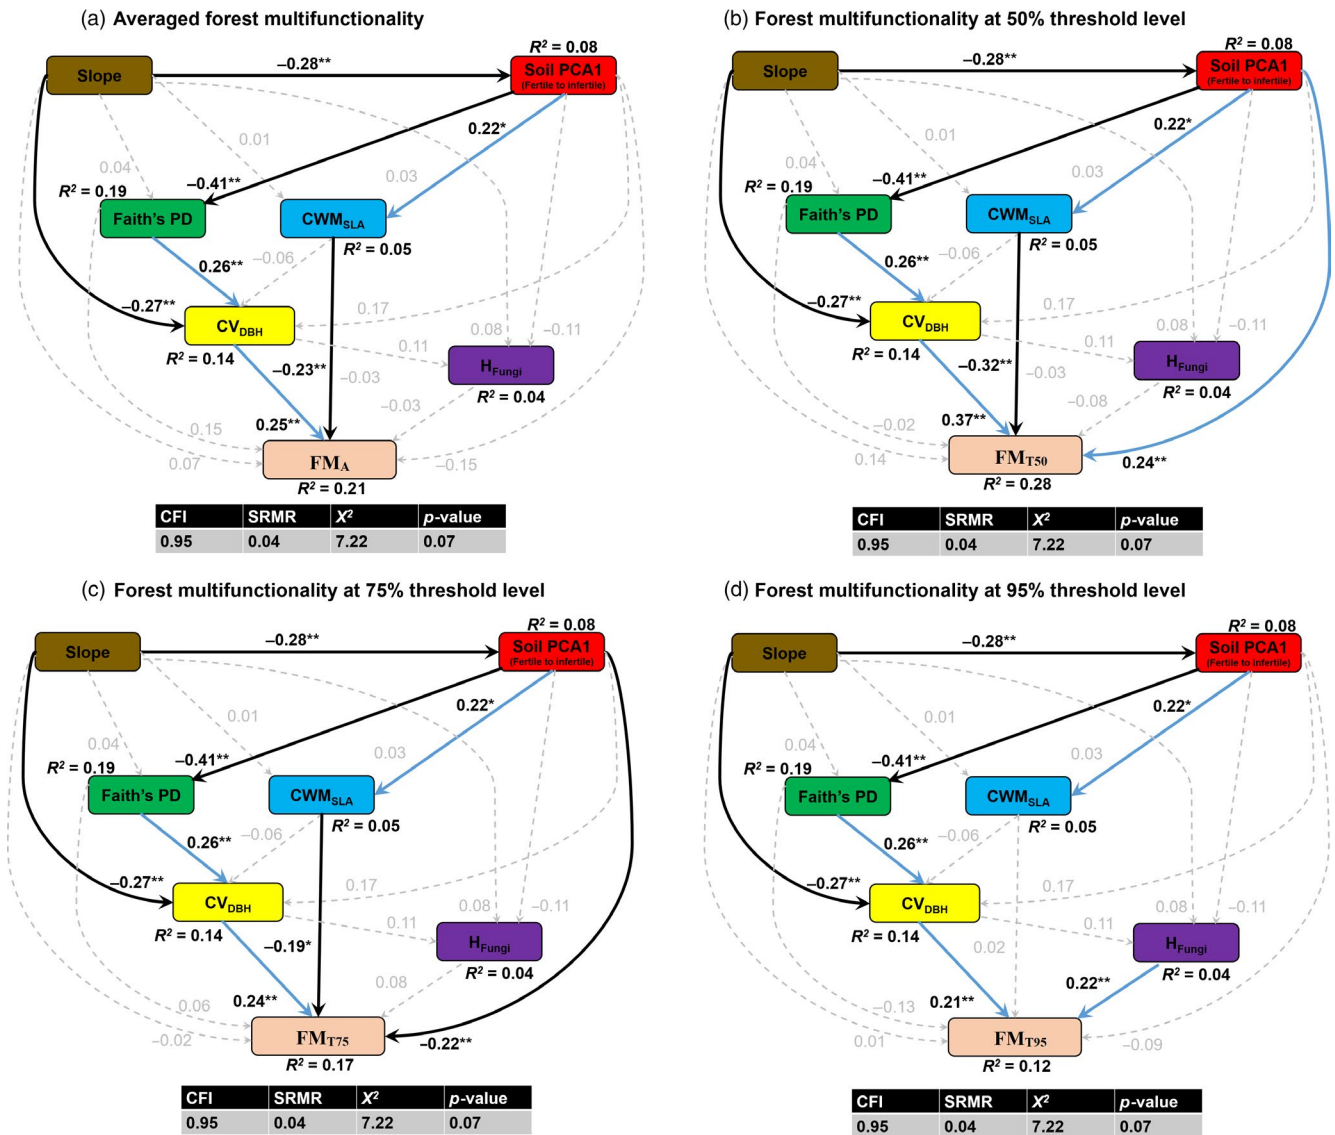 (a) Averaged forest multifunctionality
R² = 0.08
Slope
–0.28**
Soil PCA1
(Fertile to infertile)
0.22*
0.01
0.04
–0.41**
0.03
R² = 0.19
Faith's PD
CWM_SLA
R² = 0.05
0.26**
–0.06
–0.27**
0.17
CV_DBH
0.08
–0.11
R² = 0.14
0.11
H_Fungi
–0.23**
–0.03
R² = 0.04
–0.03
0.25**
0.15
0.07
FM_A
–0.15
R² = 0.21
CFI SRMR X² p-value
0.95 0.04 7.22 0.07
(b) Forest multifunctionality at 50% threshold level
R² = 0.08
Slope
–0.28**
Soil PCA1
(Fertile to infertile)
0.22*
0.01
0.04
–0.41**
0.03
R² = 0.19
Faith's PD
CWM_SLA
R² = 0.05
0.26**
–0.06
–0.27**
0.17
CV_DBH
0.08
–0.11
R² = 0.14
0.11
H_Fungi
–0.32**
–0.03
R² = 0.04
–0.08
0.37**
–0.02
0.14
FM_T50
0.24**
R² = 0.28
CFI SRMR X² p-value
0.95 0.04 7.22 0.07
(c) Forest multifunctionality at 75% threshold level
R² = 0.08
Slope
–0.28**
Soil PCA1
(Fertile to infertile)
0.22*
0.01
0.04
–0.41**
0.03
R² = 0.19
Faith's PD
CWM_SLA
R² = 0.05
0.26**
–0.06
–0.27**
0.17
CV_DBH
0.08
–0.11
R² = 0.14
0.11
H_Fungi
–0.19*
R² = 0.04
0.08
0.24**
0.06
–0.02
FM_T75
–0.22**
R² = 0.17
CFI SRMR X² p-value
0.95 0.04 7.22 0.07
(d) Forest multifunctionality at 95% threshold level
R² = 0.08
Slope
–0.28**
Soil PCA1
(Fertile to infertile)
0.22*
0.01
0.04
–0.41**
0.03
R² = 0.19
Faith's PD
CWM_SLA
R² = 0.05
0.26**
–0.06
–0.27**
0.17
CV_DBH
0.08
–0.11
R² = 0.14
0.11
H_Fungi
0.02
R² = 0.04
0.22**
0.21**
–0.13
0.01
FM_T95
–0.09
R² = 0.12
CFI SRMR X² p-value
0.95 0.04 7.22 0.07